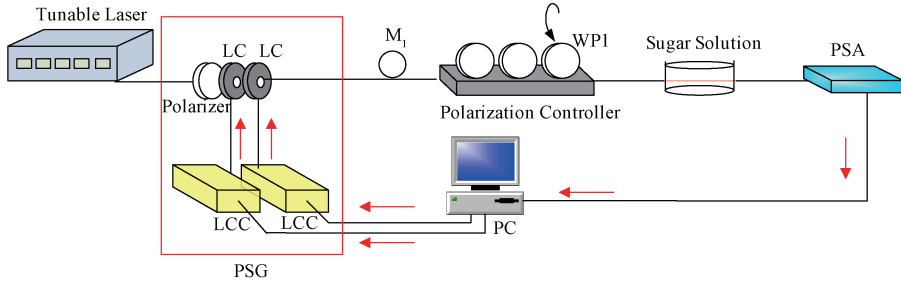 Tunable Laser
LC LC
M1
WP1
Sugar Solution
PSA
Polarizer
Polarization Controller
LCC
LCC
PC
PSG